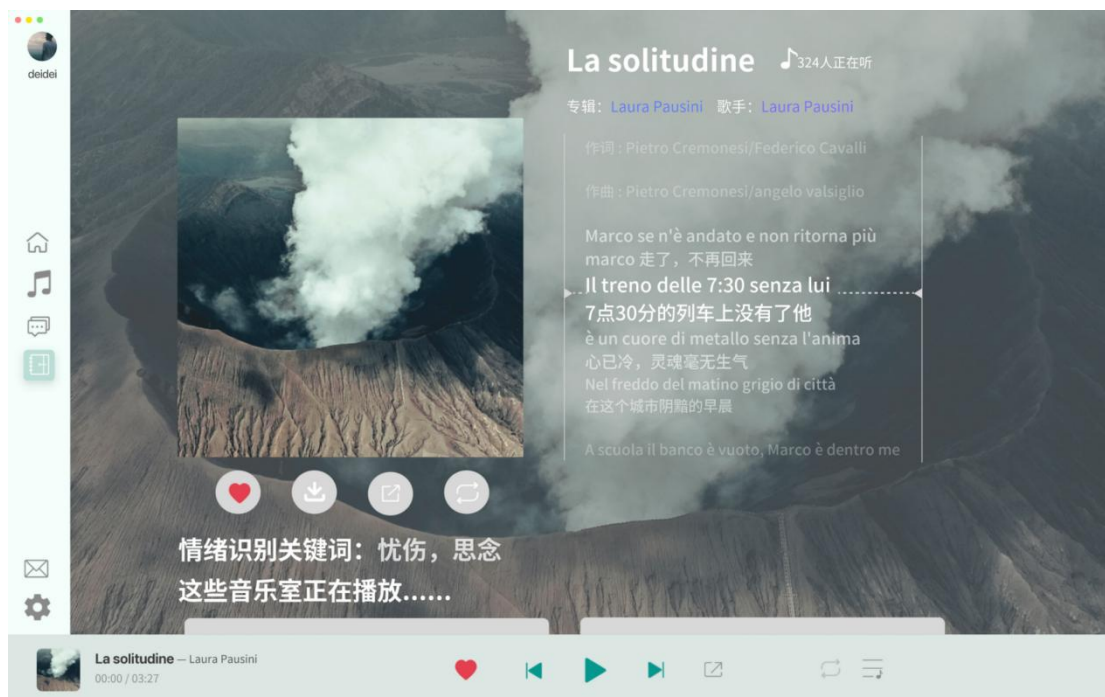 deidei
La solitudine
324人正在听
专辑：Laura Pausini 歌手：Laura Pausini
作词 : Pietro Cremonesi/Federico Cavalli
作曲 : Pietro Cremonesi/angelo valsiglio
Marco se n'è andato e non ritorna più
marco 走了，不再回来
Il treno delle 7:30 senza lui
7点30分的列车上没有了他
è un cuore di metallo senza l'anima
心已冷，灵魂毫无生气
Nel freddo del matino grigio di città
在这个城市阴黯的早晨
A scuola il banco è vuoto, Marco è dentro me
情绪识别关键词：忧伤，思念
这些音乐室正在播放……
La solitudine — Laura Pausini
00:00 / 03:27